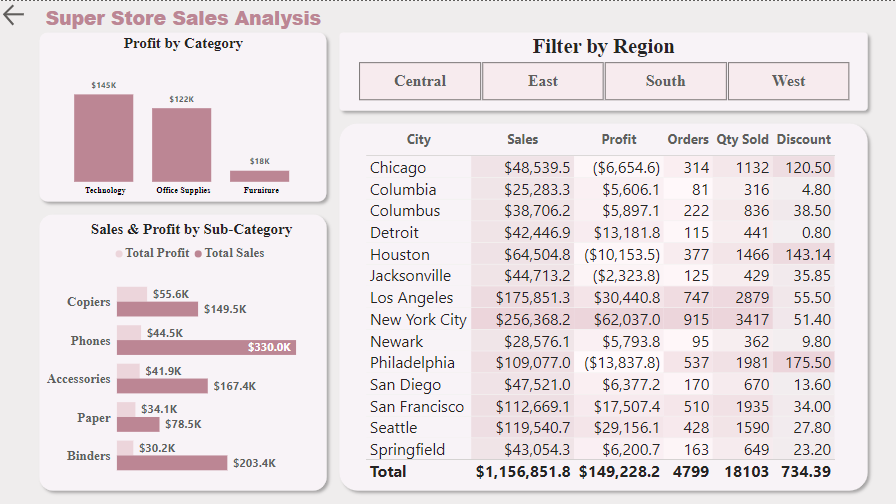 Super Store Sales Analysis
Profit by Category
$145K
$122K
$18K
Technology Office Supplies Furniture
Sales & Profit by Sub-Category
Total Profit Total Sales
Copiers $55.6K $149.5K
Phones $44.5K $330.0K
Accessories $41.9K $167.4K
Paper $34.1K $78.5K
Binders $30.2K $203.4K
Filter by Region
Central East South West
City Sales Profit Orders Qty Sold Discount
Chicago $48,539.5 ($6,654.6) 314 1132 120.50
Columbia $25,283.3 $5,606.1 81 316 4.80
Columbus $38,706.2 $5,897.1 222 836 38.50
Detroit $42,446.9 $13,181.8 115 441 0.80
Houston $64,504.8 ($10,153.5) 377 1466 143.14
Jacksonville $44,713.2 ($2,323.8) 125 429 35.85
Los Angeles $175,851.3 $30,440.8 747 2879 55.50
New York City $256,368.2 $62,037.0 915 3417 51.40
Newark $28,576.1 $5,793.8 95 362 9.80
Philadelphia $109,077.0 ($13,837.8) 537 1981 175.50
San Diego $47,521.0 $6,377.2 170 670 13.60
San Francisco $112,669.1 $17,507.4 510 1935 34.00
Seattle $119,540.7 $29,156.1 428 1590 27.80
Springfield $43,054.3 $6,200.7 163 649 23.20
Total $1,156,851.8 $149,228.2 4799 18103 734.39